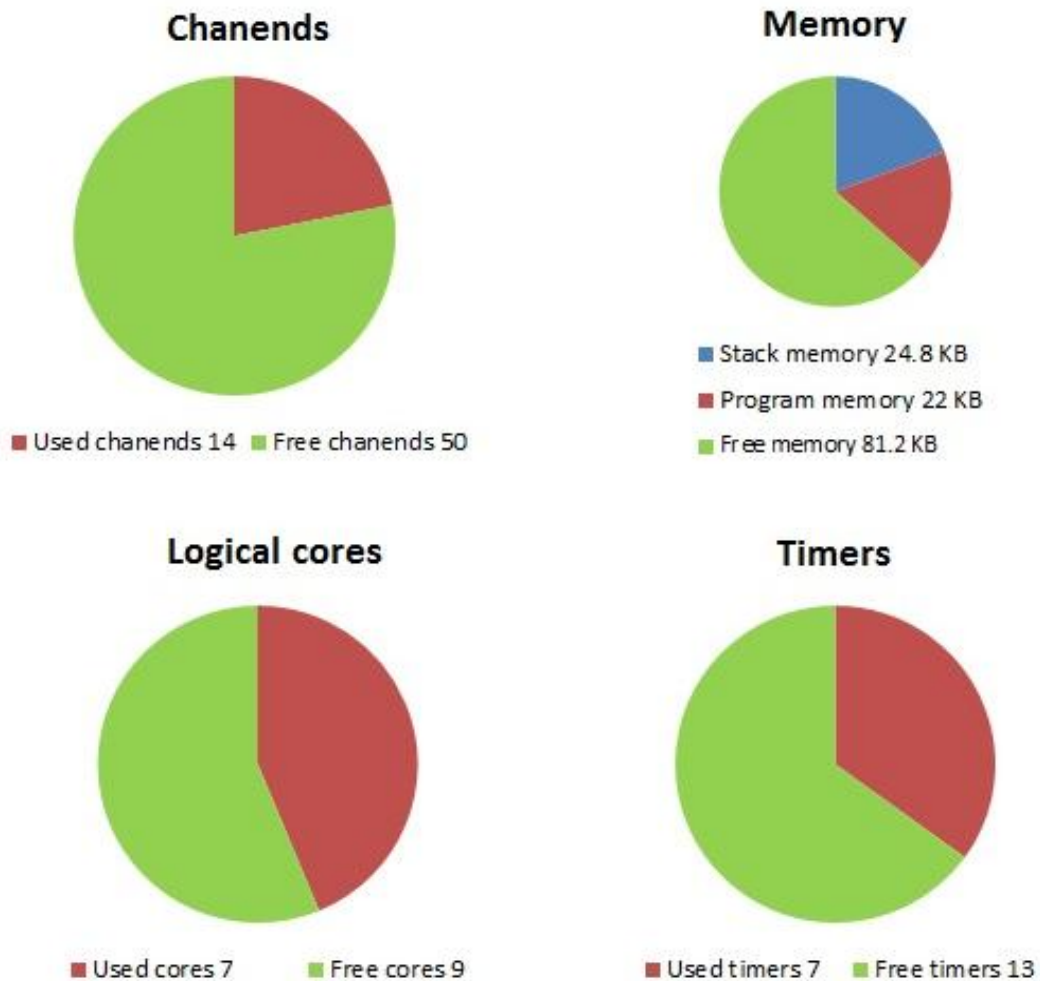 Chanends
Used chanends 14
Free chanends 50
Memory
Stack memory 24.8 KB
Program memory 22 KB
Free memory 81.2 KB
Logical cores
Used cores 7
Free cores 9
Timers
Used timers 7
Free timers 13